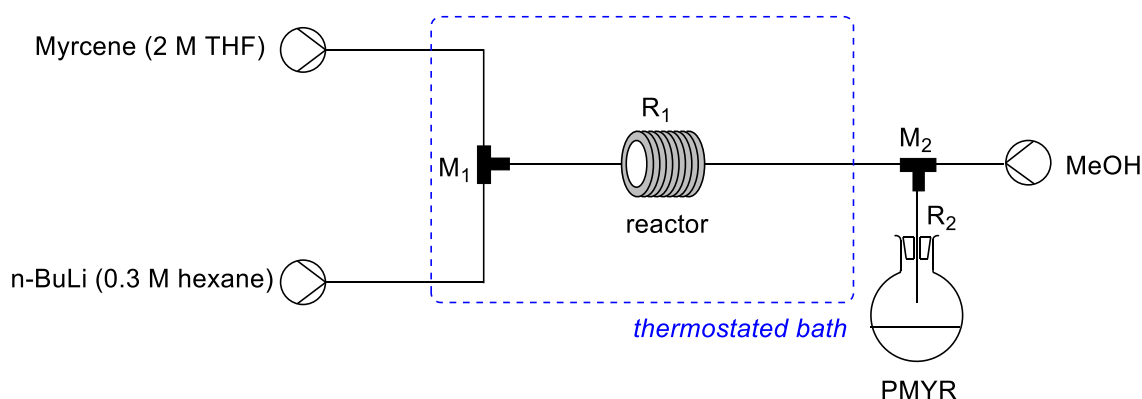 Myrcene (2 M THF)
R₁
M₂
M₁
MeOH
reactor
R₂
n-BuLi (0.3 M hexane)
thermostated bath
PMYR